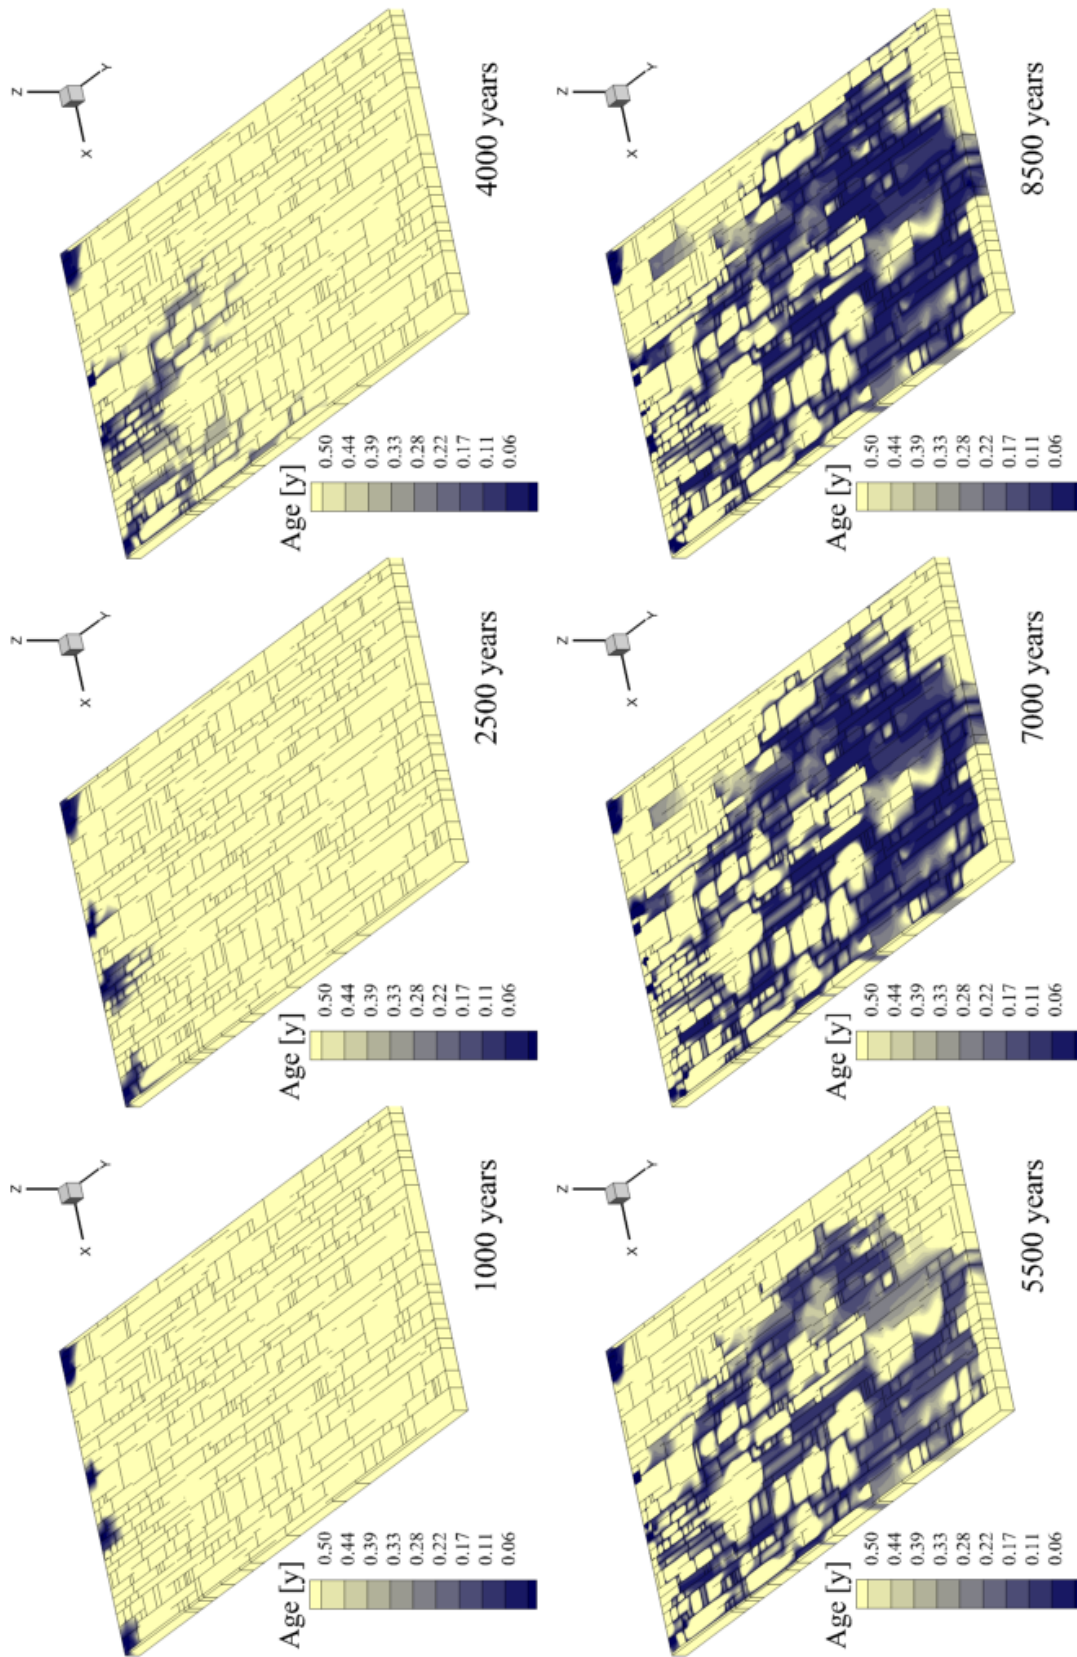 Z
X
Y
Age [y]
0.50
0.44
0.39
0.33
0.28
0.22
0.17
0.11
0.06
1000 years
Z
X
Y
Age [y]
0.50
0.44
0.39
0.33
0.28
0.22
0.17
0.11
0.06
2500 years
Z
X
Y
Age [y]
0.50
0.44
0.39
0.33
0.28
0.22
0.17
0.11
0.06
4000 years
Z
X
Y
Age [y]
0.50
0.44
0.39
0.33
0.28
0.22
0.17
0.11
0.06
5500 years
Z
X
Y
Age [y]
0.50
0.44
0.39
0.33
0.28
0.22
0.17
0.11
0.06
7000 years
Z
X
Y
Age [y]
0.50
0.44
0.39
0.33
0.28
0.22
0.17
0.11
0.06
8500 years